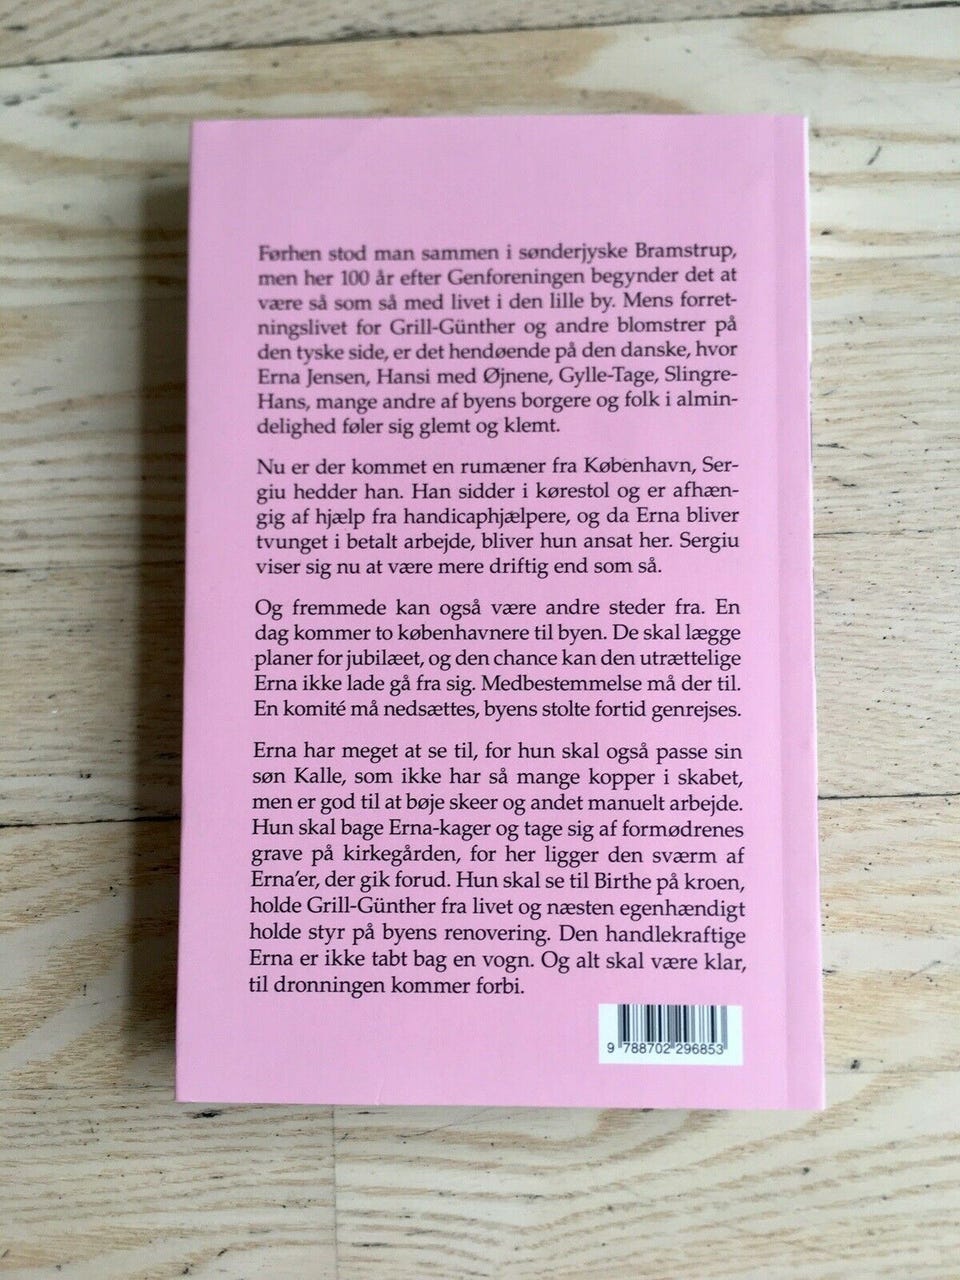 Førhen stod man sammen i sønderjyske Bramstrup,
men her 100 år efter Genforeningen begynder det at
være så som så med livet i den lille by. Mens forret-
ningslivet for Grill-Günther og andre blomstrer på
den tyske side, er det hendøende på den danske, hvor
Erna Jensen, Hansi med Øjnene, Gylle-Tage, Slingre-
Hans, mange andre af byens borgere og folk i almin-
delighed føler sig glemt og klemt.
Nu er der kommet en rumæner fra København, Ser-
giu hedder han. Han sidder i kørestol og er afhæn-
gig af hjælp fra handicaphjælpere, og da Erna bliver
tvunget i betalt arbejde, bliver hun ansat her. Sergiu
viser sig nu at være mere driftig end som så.
Og fremmede kan også være andre steder fra. En
dag kommer to københavnere til byen. De skal lægge
planer for jubilæet, og den chance kan den utrættelige
Erna ikke lade gå fra sig. Medbestemmelse må der til.
En komité må nedsættes, byens stolte fortid genrejses.
Erna har meget at se til, for hun skal også passe sin
søn Kalle, som ikke har så mange kopper i skabet,
men er god til at bøje skeer og andet manuelt arbejde.
Hun skal bage Erna-kager og tage sig af formødrenes
grave på kirkegården, for her ligger den sværm af
Erna'er, der gik forud. Hun skal se til Birthe på kroen,
holde Grill-Günther fra livet og næsten egenhændigt
holde styr på byens renovering. Den handlekraftige
Erna er ikke tabt bag en vogn. Og alt skal være klar,
til dronningen kommer forbi.
9 788702 296853